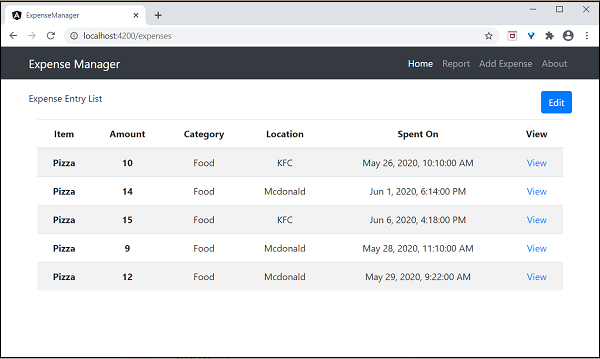 ExpenseManager
localhost:4200/expenses
Expense Manager Home Report Add Expense About
Expense Entry List Edit
Item Amount Category Location Spent On View
Pizza 10 Food KFC May 26, 2020, 10:10:00 AM View
Pizza 14 Food Mcdonald Jun 1, 2020, 6:14:00 PM View
Pizza 15 Food KFC Jun 6, 2020, 4:18:00 PM View
Pizza 9 Food Mcdonald May 28, 2020, 11:10:00 AM View
Pizza 12 Food Mcdonald May 29, 2020, 9:22:00 AM View